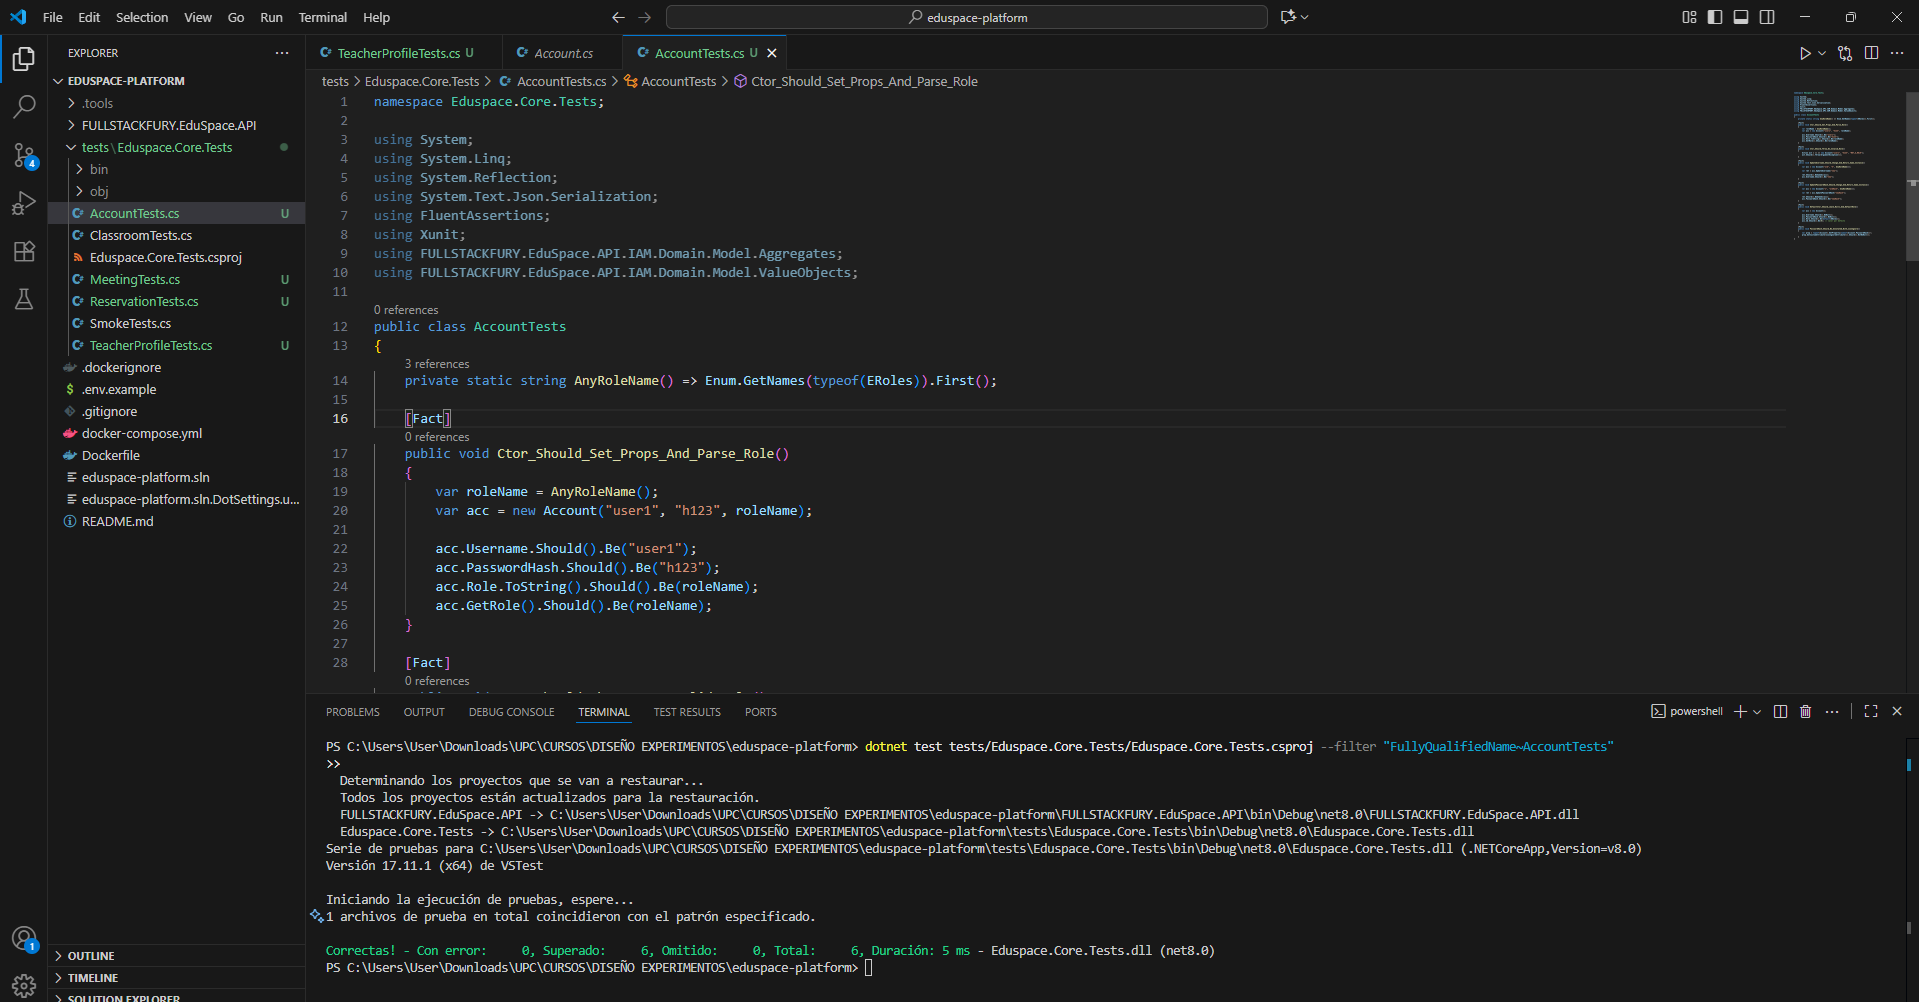 File Edit Selection View Go Run Terminal Help
eduspace-platform
EXPLORER
EDUSPACE-PLATFORM
.tools
FULLSTACKFURY.EduSpace.API
tests\Eduspace.Core.Tests
bin
obj
AccountTests.cs U
ClassroomTests.cs
Eduspace.Core.Tests.csproj
MeetingTests.cs U
ReservationTests.cs U
SmokeTests.cs
TeacherProfileTests.cs U
.dockerignore
.env.example
.gitignore
docker-compose.yml
Dockerfile
eduspace-platform.sln
eduspace-platform.sln.DotSettings.u...
README.md
OUTLINE
TIMELINE
SOLUTION EXPLORER
4
1
TeacherProfileTests.cs U Account.cs AccountTests.cs U
tests > Eduspace.Core.Tests > AccountTests.cs > AccountTests > Ctor_Should_Set_Props_And_Parse_Role
1 namespace Eduspace.Core.Tests;
2
3 using System;
4 using System.Linq;
5 using System.Reflection;
6 using System.Text.Json.Serialization;
7 using FluentAssertions;
8 using Xunit;
9 using FULLSTACKFURY.EduSpace.API.IAM.Domain.Model.Aggregates;
10 using FULLSTACKFURY.EduSpace.API.IAM.Domain.Model.ValueObjects;
11
0 references
12 public class AccountTests
13 {
3 references
14 private static string AnyRoleName() => Enum.GetNames(typeof(ERoles)).First();
15
16 [Fact]
0 references
17 public void Ctor_Should_Set_Props_And_Parse_Role()
18 {
19 var roleName = AnyRoleName();
20 var acc = new Account("user1", "h123", roleName);
21
22 acc.Username.Should().Be("user1");
23 acc.PasswordHash.Should().Be("h123");
24 acc.Role.ToString().Should().Be(roleName);
25 acc.GetRole().Should().Be(roleName);
26 }
27
28 [Fact]
0 references
PROBLEMS OUTPUT DEBUG CONSOLE TERMINAL TEST RESULTS PORTS
powershell
PS C:\Users\User\Downloads\UPC\CURSOS\DISEÑO EXPERIMENTOS\eduspace-platform> dotnet test tests/Eduspace.Core.Tests/Eduspace.Core.Tests.csproj --filter "FullyQualifiedName~AccountTests"
>>
Determinando los proyectos que se van a restaurar...
Todos los proyectos están actualizados para la restauración.
FULLSTACKFURY.EduSpace.API -> C:\Users\User\Downloads\UPC\CURSOS\DISEÑO EXPERIMENTOS\eduspace-platform\FULLSTACKFURY.EduSpace.API\bin\Debug\net8.0\FULLSTACKFURY.EduSpace.API.dll
Eduspace.Core.Tests -> C:\Users\User\Downloads\UPC\CURSOS\DISEÑO EXPERIMENTOS\eduspace-platform\tests\Eduspace.Core.Tests\bin\Debug\net8.0\Eduspace.Core.Tests.dll
Serie de pruebas para C:\Users\User\Downloads\UPC\CURSOS\DISEÑO EXPERIMENTOS\eduspace-platform\tests\Eduspace.Core.Tests\bin\Debug\net8.0\Eduspace.Core.Tests.dll (.NETCoreApp,Version=v8.0)
Versión 17.11.1 (x64) de VSTest
Iniciando la ejecución de pruebas, espere...
1 archivos de prueba en total coincidieron con el patrón especificado.
Correctas! - Con error: 0, Superado: 6, Omitido: 0, Total: 6, Duración: 5 ms - Eduspace.Core.Tests.dll (net8.0)
PS C:\Users\User\Downloads\UPC\CURSOS\DISEÑO EXPERIMENTOS\eduspace-platform>